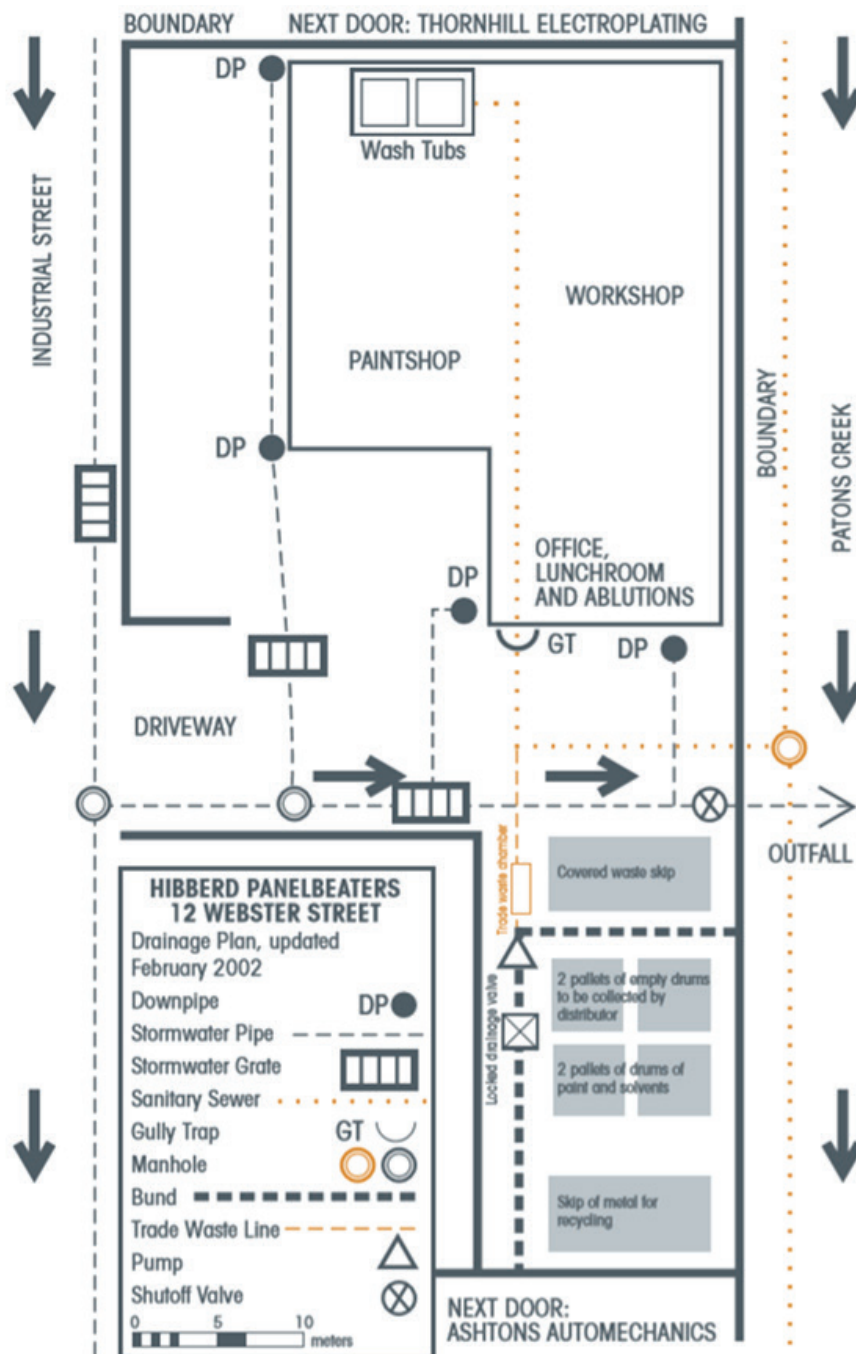 BOUNDARY
NEXT DOOR: THORNHILL ELECTROPLATING
DP
Wash Tubs
INDUSTRIAL STREET
WORKSHOP
PAINTSHOP
BOUNDARY
PATONS CREEK
DP
OFFICE,
LUNCHROOM
AND ABLUTIONS
DP
GT
DP
DRIVEWAY
OUTFALL
Trade waste chamber
Covered waste skip
Locked drainage valve
2 pallets of empty drums
to be collected by
distributor
2 pallets of drums of
paint and solvents
Skip of metal for
recycling
HIBBERD PANELBEATERS
12 WEBSTER STREET
Drainage Plan, updated
February 2002
Downpipe DP
Stormwater Pipe
Stormwater Grate
Sanitary Sewer
Gully Trap GT
Manhole
Bund
Trade Waste Line
Pump
Shutoff Valve
0 5 10
meters
NEXT DOOR:
ASHTONS AUTOMECHANICS